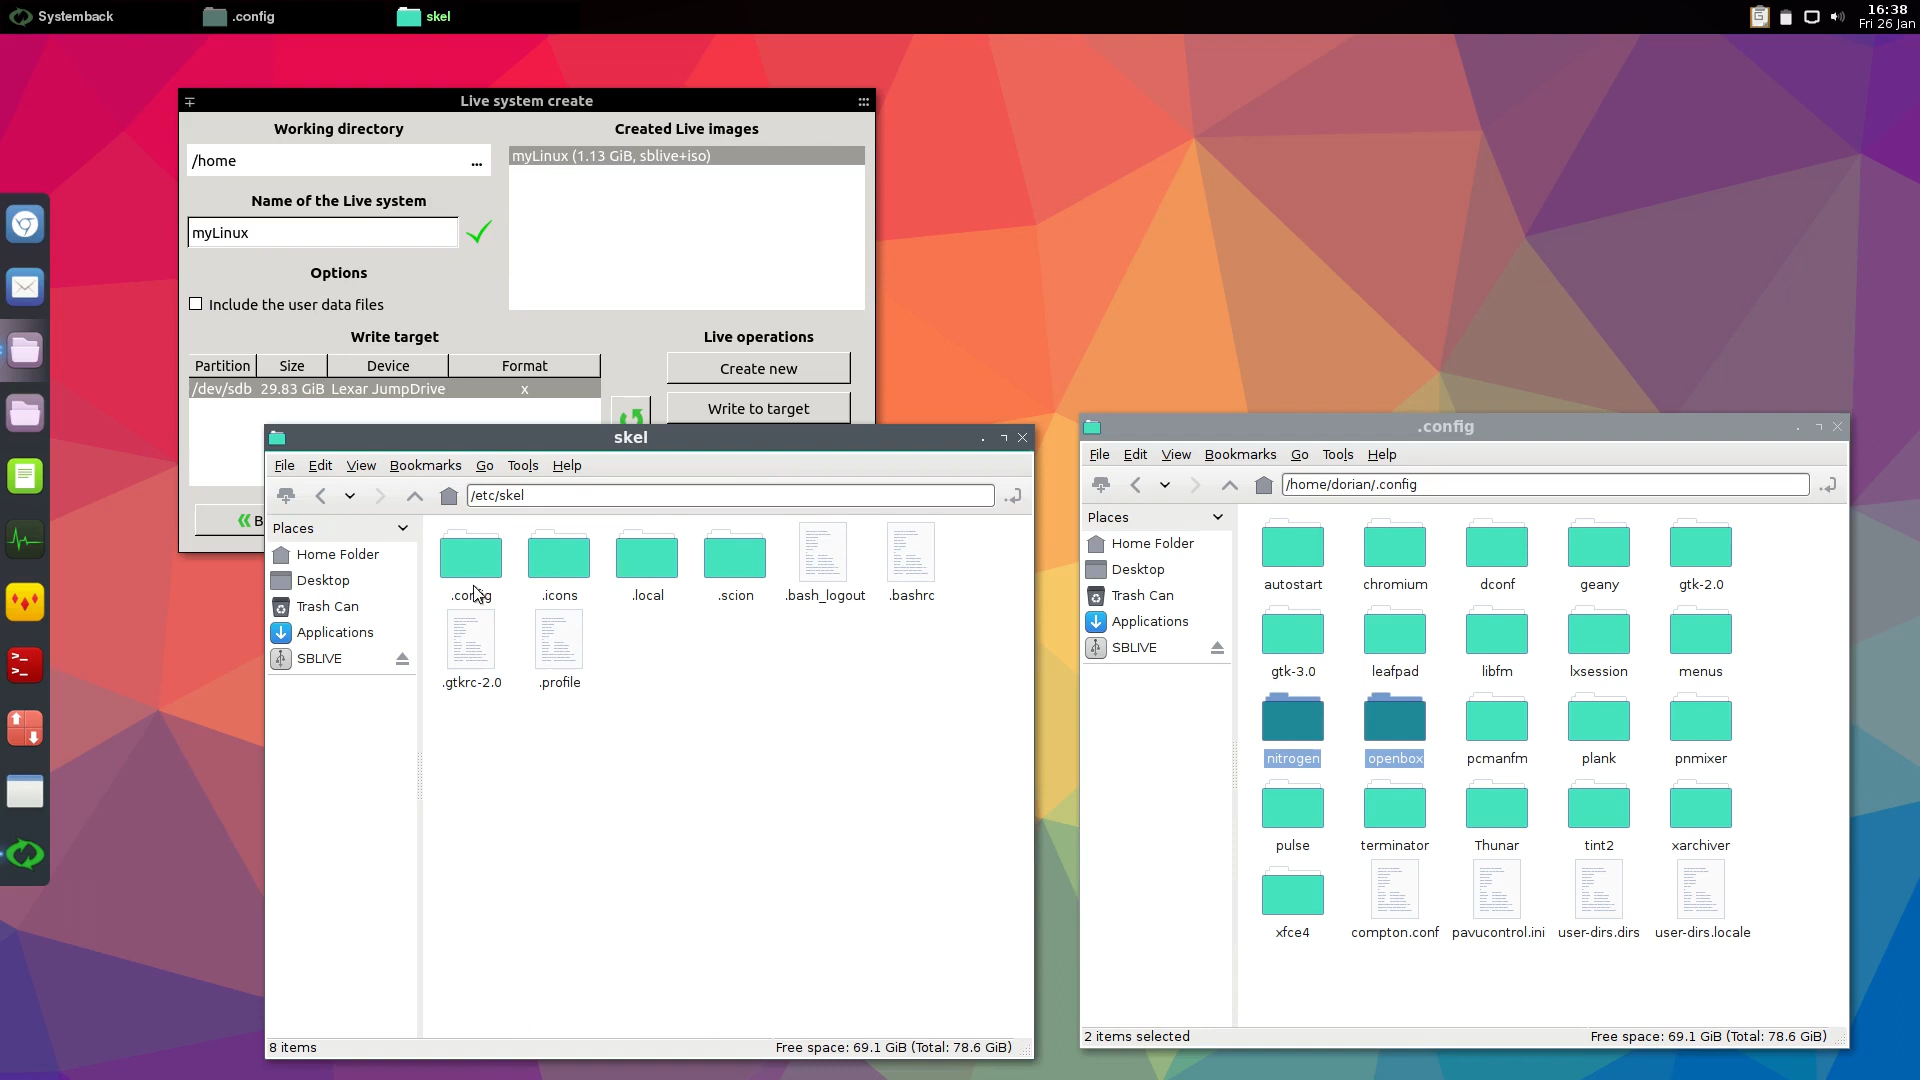 Systemback
.config
skel
16:38
Fri 26 Jan
Live system create
Working directory
/home
...
Name of the Live system
myLinux
Options
Include the user data files
Created Live images
myLinux (1.13 GiB, sblive+iso)
Write target
Partition Size Device Format
/dev/sdb 29.83 GiB Lexar JumpDrive x
Live operations
Create new
Write to target
skel
File Edit View Bookmarks Go Tools Help
/etc/skel
Places
Home Folder
Desktop
Trash Can
Applications
SBLIVE
.config .icons .local .scion .bash_logout .bashrc
.gtkrc-2.0 .profile
8 items
Free space: 69.1 GiB (Total: 78.6 GiB)
.config
File Edit View Bookmarks Go Tools Help
/home/dorian/.config
Places
Home Folder
Desktop
Trash Can
Applications
SBLIVE
autostart chromium dconf geany gtk-2.0
gtk-3.0 leafpad libfm lxsession menus
nitrogen openbox pcmanfm plank pnmixer
pulse terminator Thunar tint2 xarchiver
xfce4 compton.conf pavucontrol.ini user-dirs.dirs user-dirs.locale
2 items selected
Free space: 69.1 GiB (Total: 78.6 GiB)